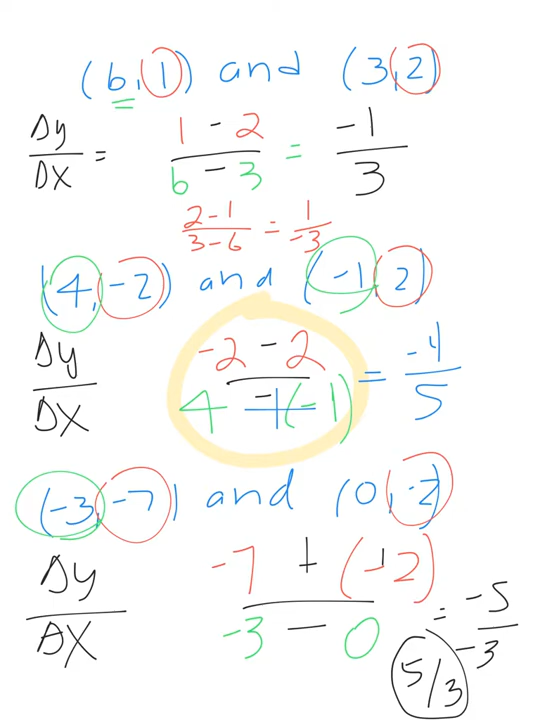 (6,1) and (3,2)
Δy/ΔX = (1 - 2)/(6 - 3) = -1/3
(2-1)/(3-6) = 1/-3
(4,-2) and (-1,2)
Δy/ΔX (-2 - 2)/(4 - (-1)) = -4/5
(-3,-7) and (0,-2)
Δy/ΔX (-7 + (+2))/(-3 - 0) = -5/-3
5/3